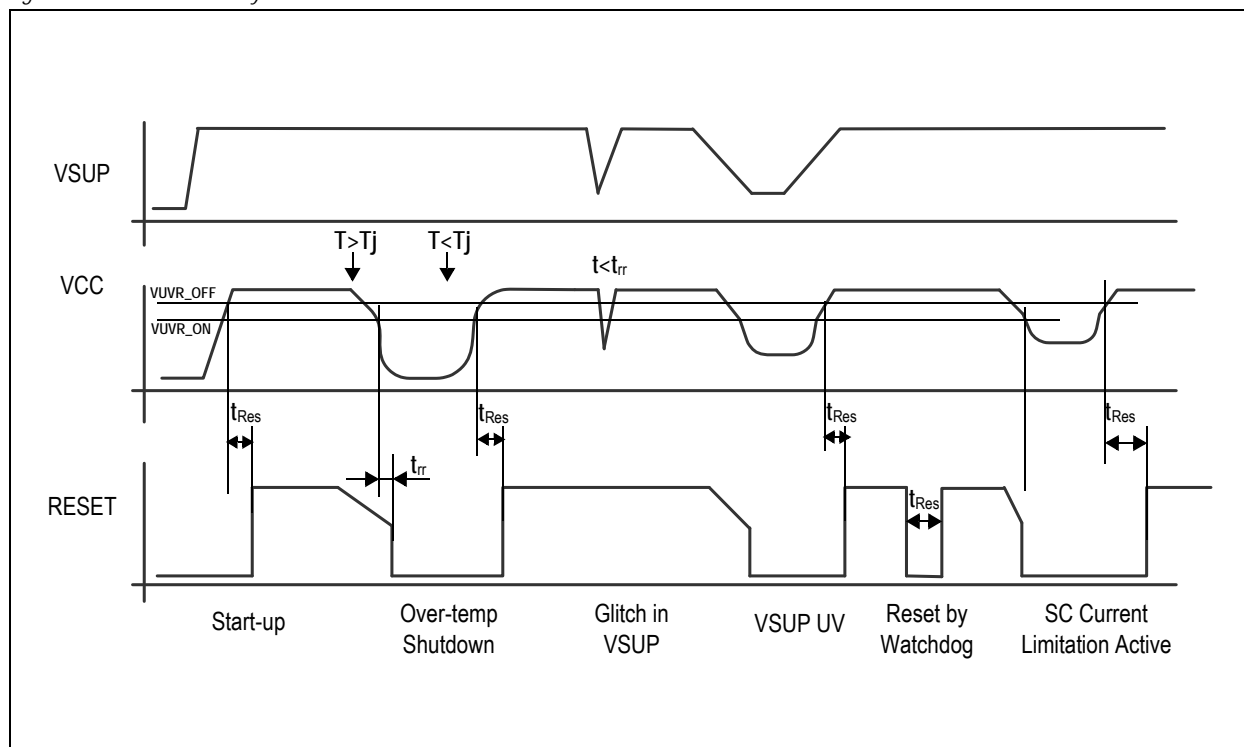 VSUP
T>Tj
T<Tj
t<trr
VCC
VUVR_OFF
VUVR_ON
tRes
tRes
tRes
tRes
trr
RESET
tRes
Start-up
Over-temp
Shutdown
Glitch in
VSUP
VSUP UV
Reset by
Watchdog
SC Current
Limitation Active